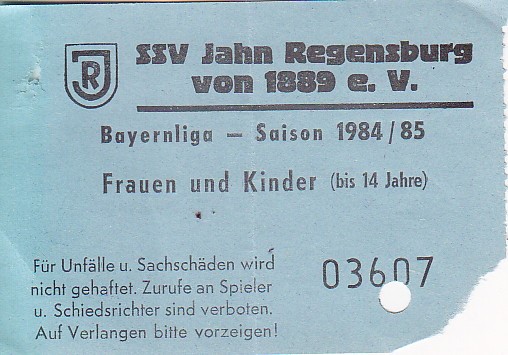 SSV Jahn Regensburg
von 1889 e. V.
Bayernliga — Saison 1984/85
Frauen und Kinder (bis 14 Jahre)
Für Unfälle u. Sachschäden wird
nicht gehaftet. Zurufe an Spieler
u. Schiedsrichter sind verboten.
Auf Verlangen bitte vorzeigen!
03607